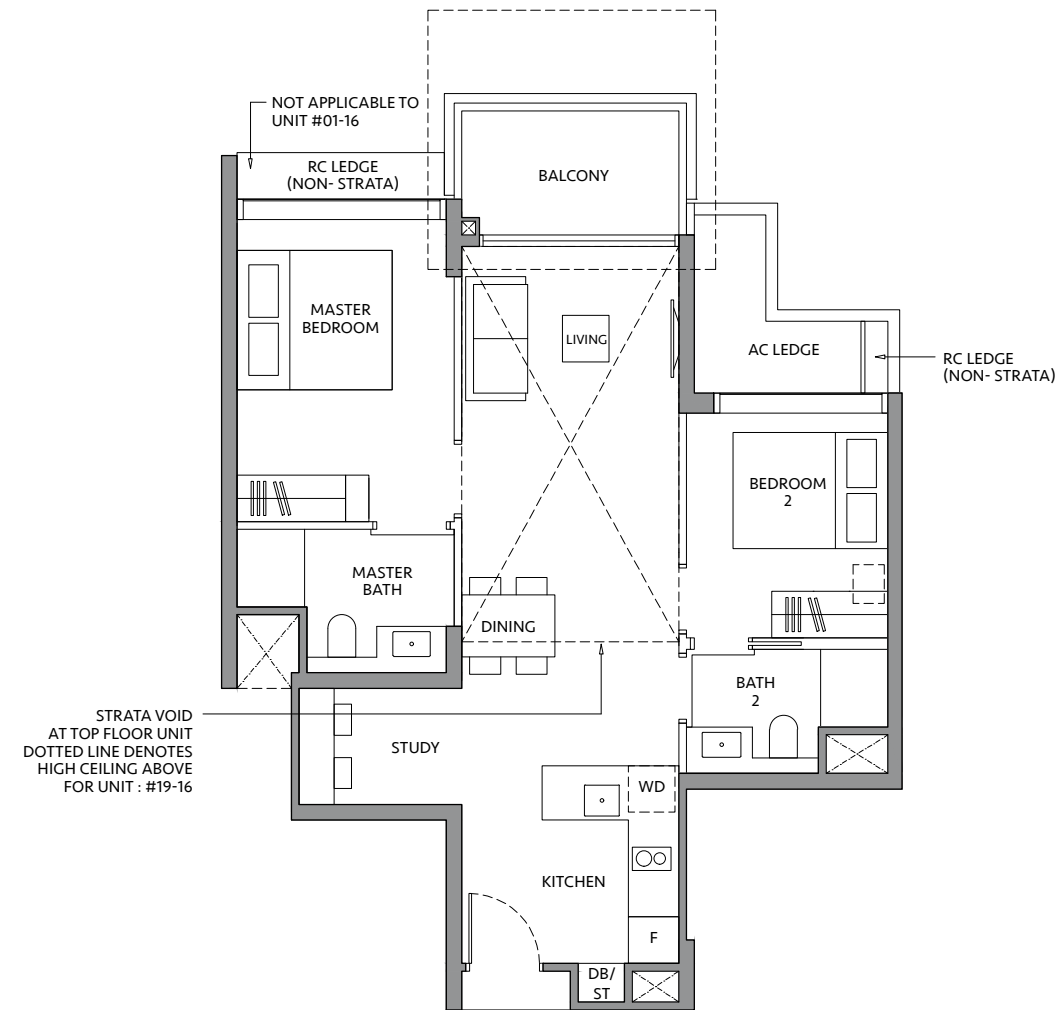 NOT APPLICABLE TO
UNIT #01-16
RC LEDGE
(NON- STRATA)
BALCONY
MASTER
BEDROOM
LIVING
AC LEDGE
RC LEDGE
(NON- STRATA)
BEDROOM
2
MASTER
BATH
DINING
BATH
2
STRATA VOID
AT TOP FLOOR UNIT
DOTTED LINE DENOTES
HIGH CEILING ABOVE
FOR UNIT : #19-16
STUDY
WD
KITCHEN
F
DB/
ST